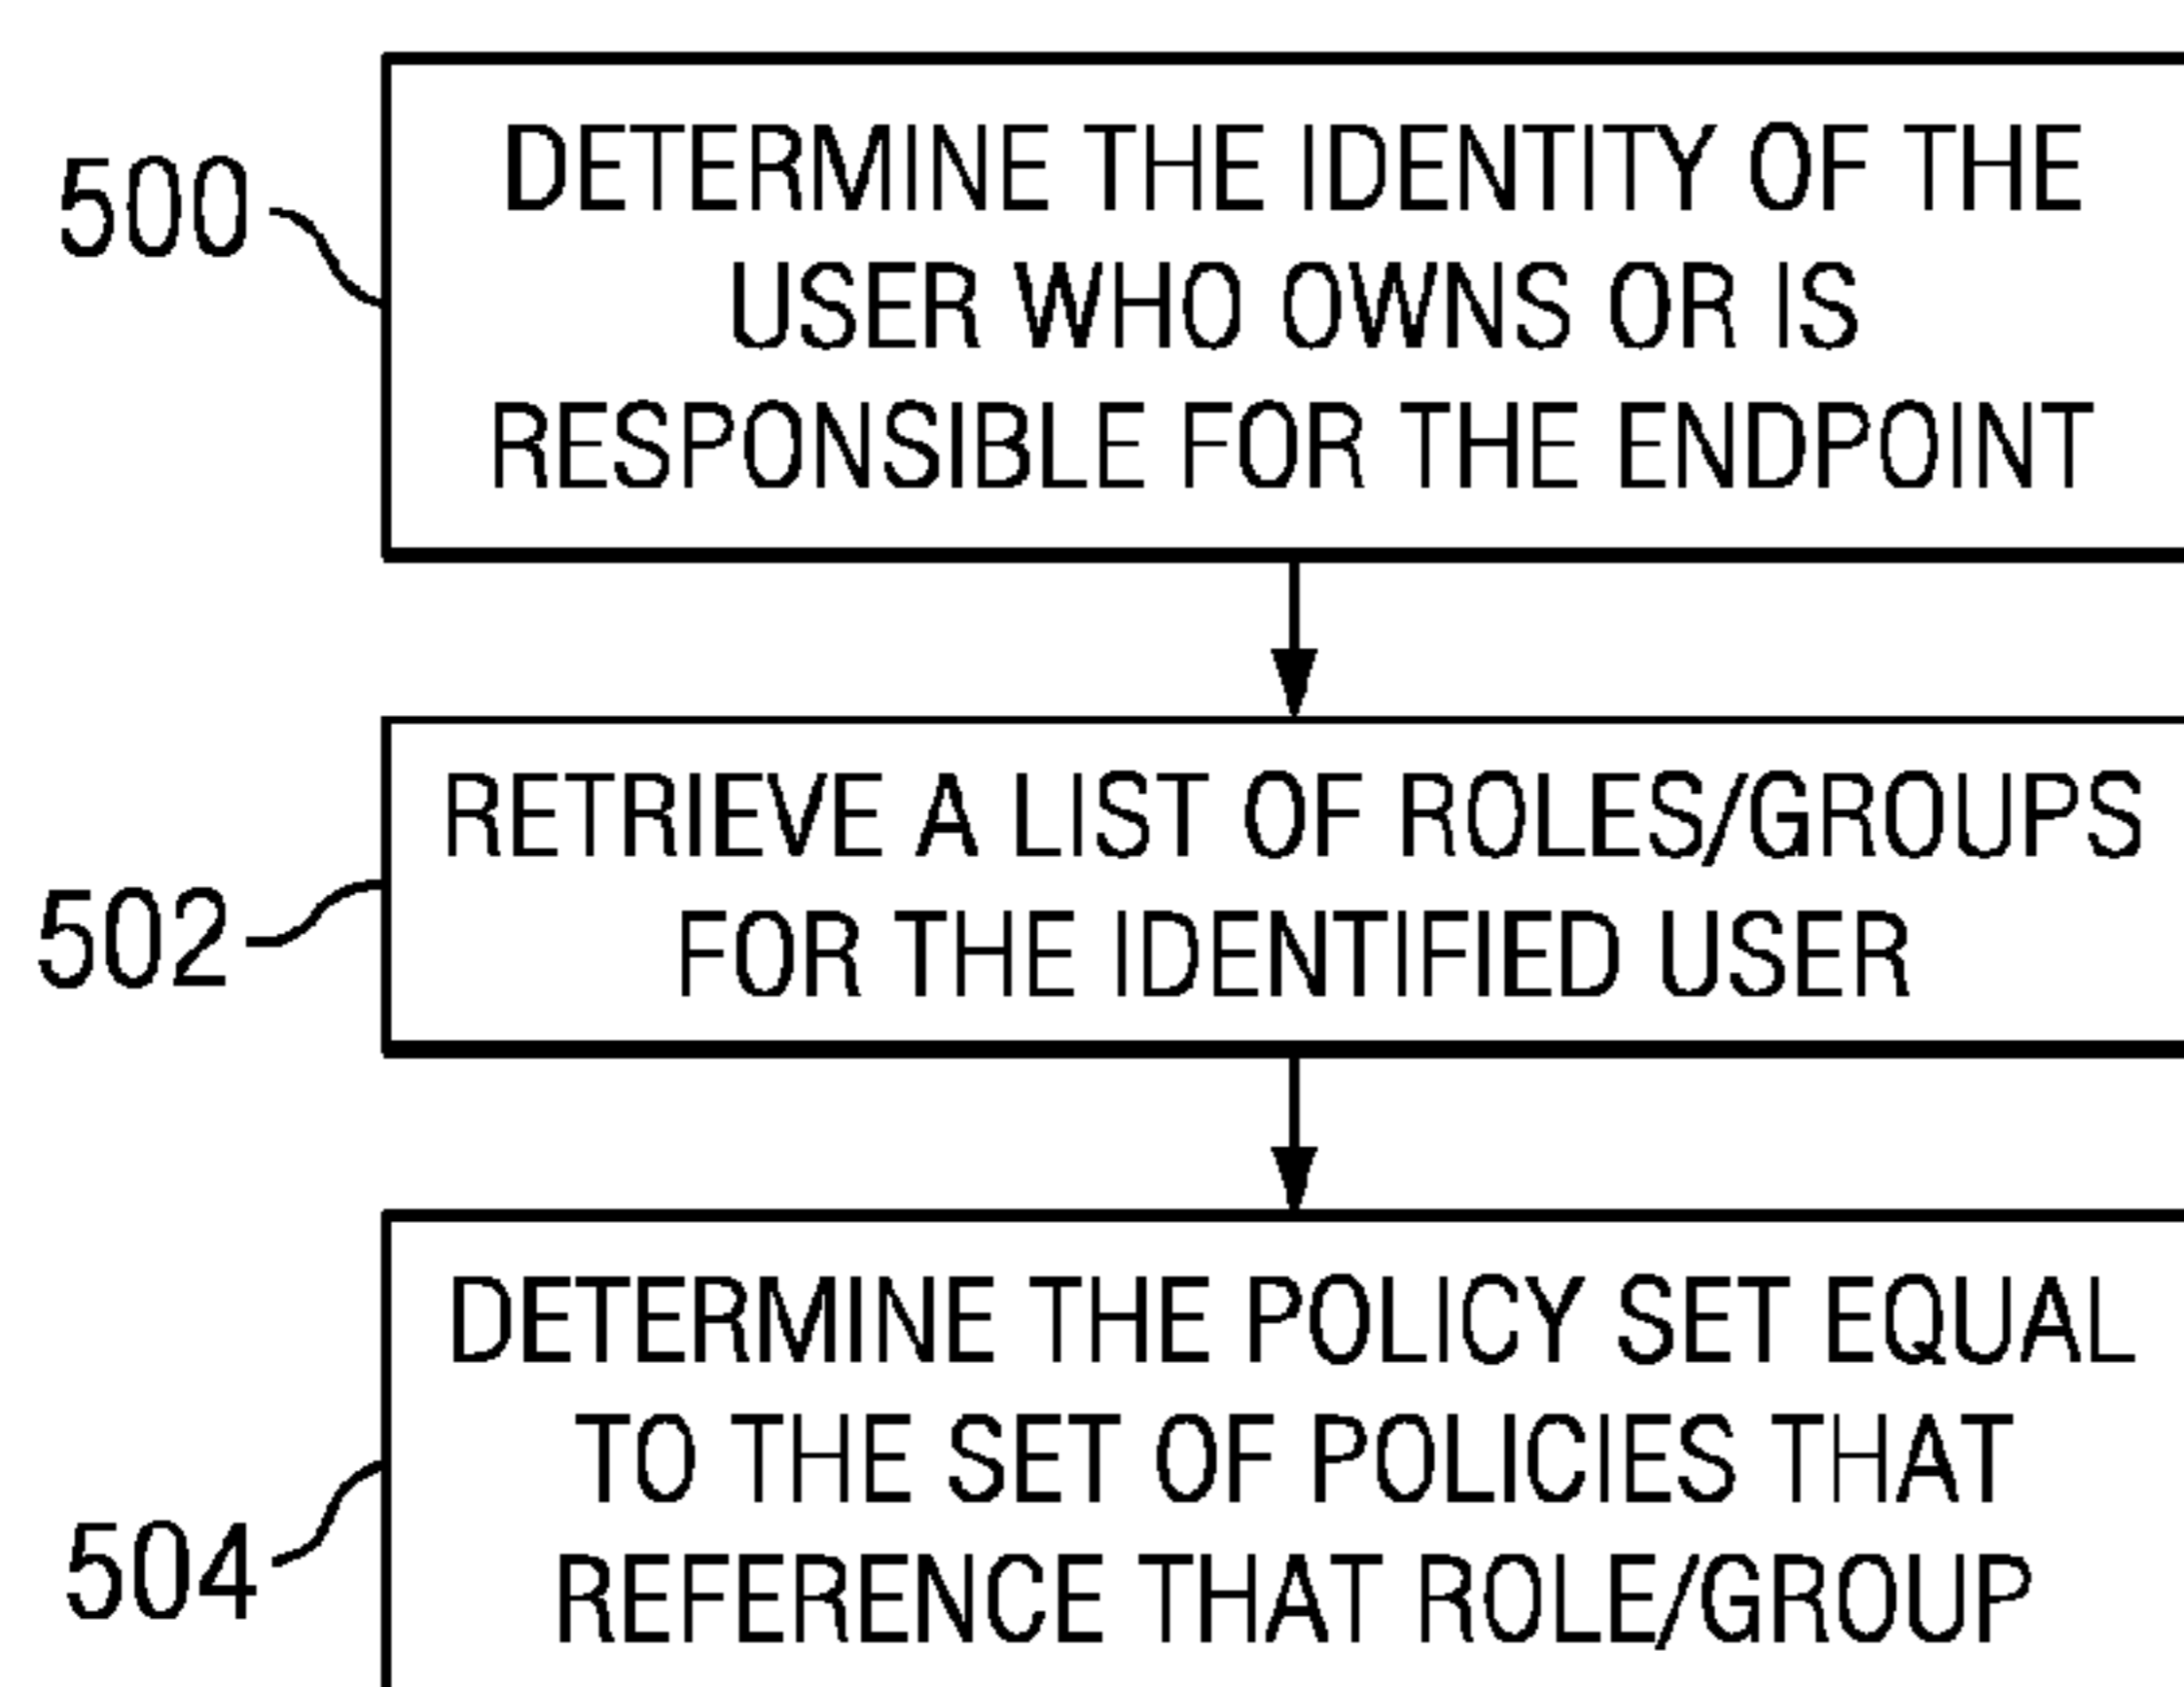 500
DETERMINE THE IDENTITY OF THE
USER WHO OWNS OR IS
RESPONSIBLE FOR THE ENDPOINT
502
RETRIEVE A LIST OF ROLES/GROUPS
FOR THE IDENTIFIED USER
504
DETERMINE THE POLICY SET EQUAL
TO THE SET OF POLICIES THAT
REFERENCE THAT ROLE/GROUP